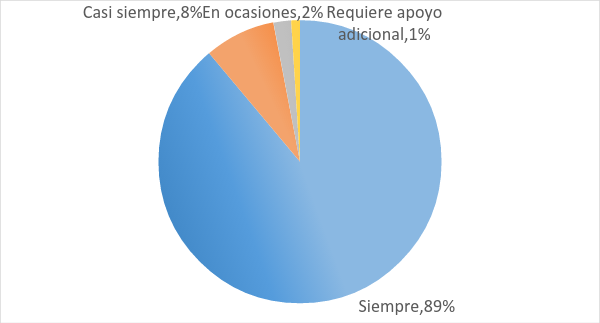 Casi siempre,8%
En ocasiones,2%
Requiere apoyo
adicional,1%
Siempre,89%